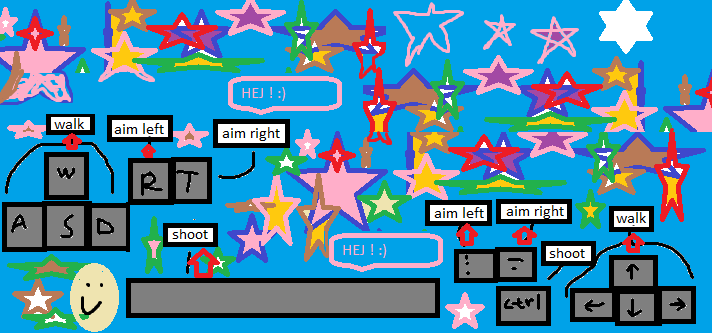 HEJ ! :)
walk
aim left
aim right
W
R T
A S D
shoot
HEJ ! :)
aim left
aim right
walk
shoot
: -
ctrl
↑
← ↓ →